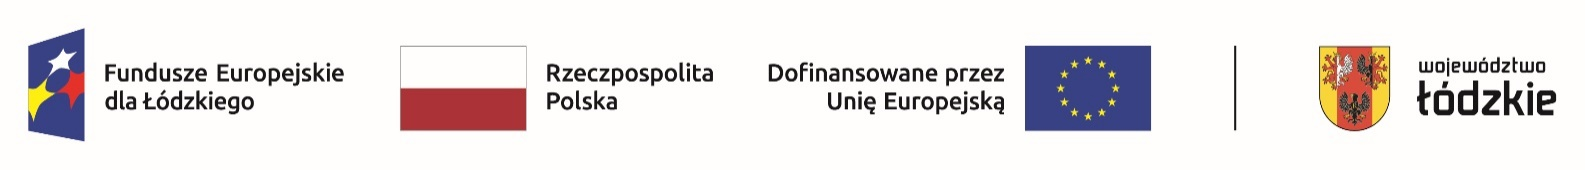 Fundusze Europejskie
dla Łódzkiego
Rzeczpospolita
Polska
Dofinansowane przez
Unię Europejską
województwo
łódzkie